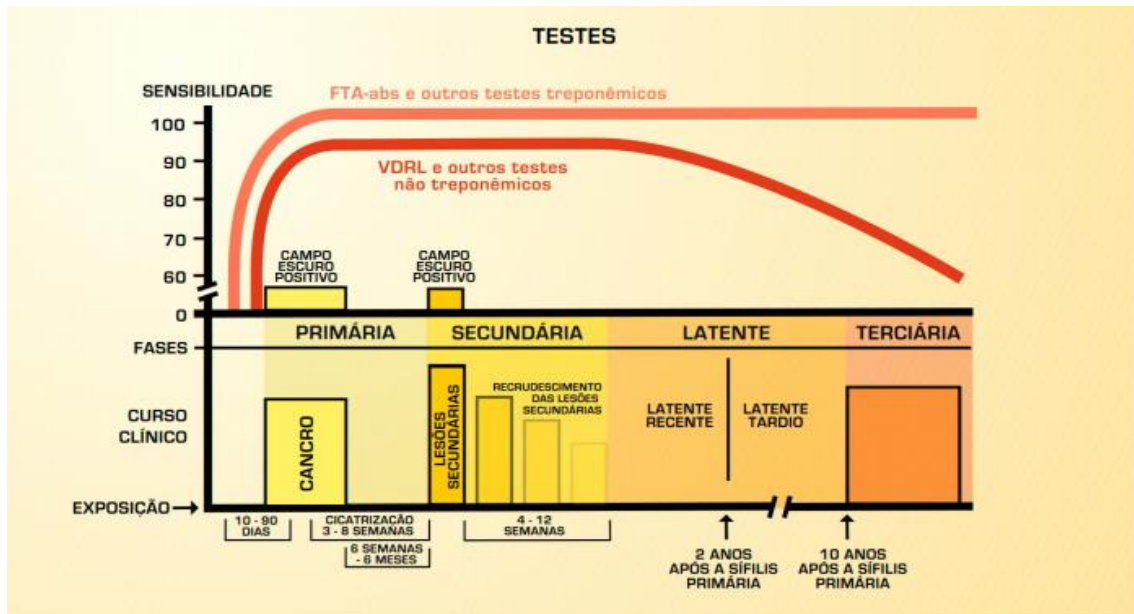 TESTES
SENSIBILIDADE
FTA-abs e outros testes treponêmicos
100
90
80
70
60
0
VDRL e outros testes
não treponêmicos
CAMPO
ESCURO
POSITIVO
CAMPO
ESCURO
POSITIVO
FASES
PRIMÁRIA
SECUNDÁRIA
LATENTE
TERCIÁRIA
CURSO
CLÍNICO
CANCRO
LESÕES
SECUNDÁRIAS
RECRUDESCIMENTO
DAS LESÕES
SECUNDÁRIAS
LATENTE
RECENTE
LATENTE
TARDIO
EXPOSIÇÃO
10 - 90
DIAS
CICATRIZAÇÃO
3 - 8 SEMANAS
6 SEMANAS
- 6 MESES
4 - 12
SEMANAS
2 ANOS
APÓS A SÍFILIS
PRIMÁRIA
10 ANOS
APÓS A SÍFILIS
PRIMÁRIA